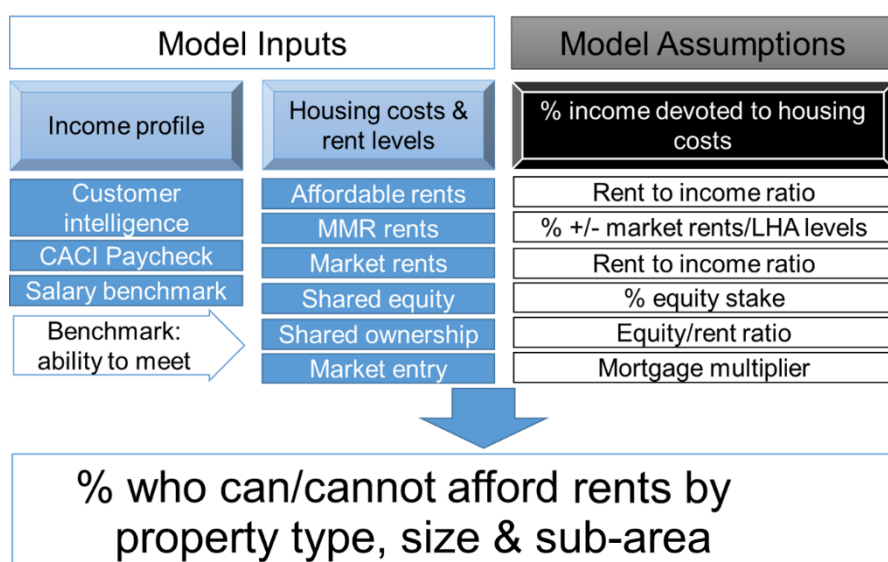 Model Inputs
Model Assumptions
Income profile
Housing costs &
rent levels
% income devoted to housing
costs
Customer
intelligence
CACI Paycheck
Salary benchmark
Benchmark:
ability to meet
Affordable rents
MMR rents
Market rents
Shared equity
Shared ownership
Market entry
Rent to income ratio
% +/- market rents/LHA levels
Rent to income ratio
% equity stake
Equity/rent ratio
Mortgage multiplier
% who can/cannot afford rents by
property type, size & sub-area